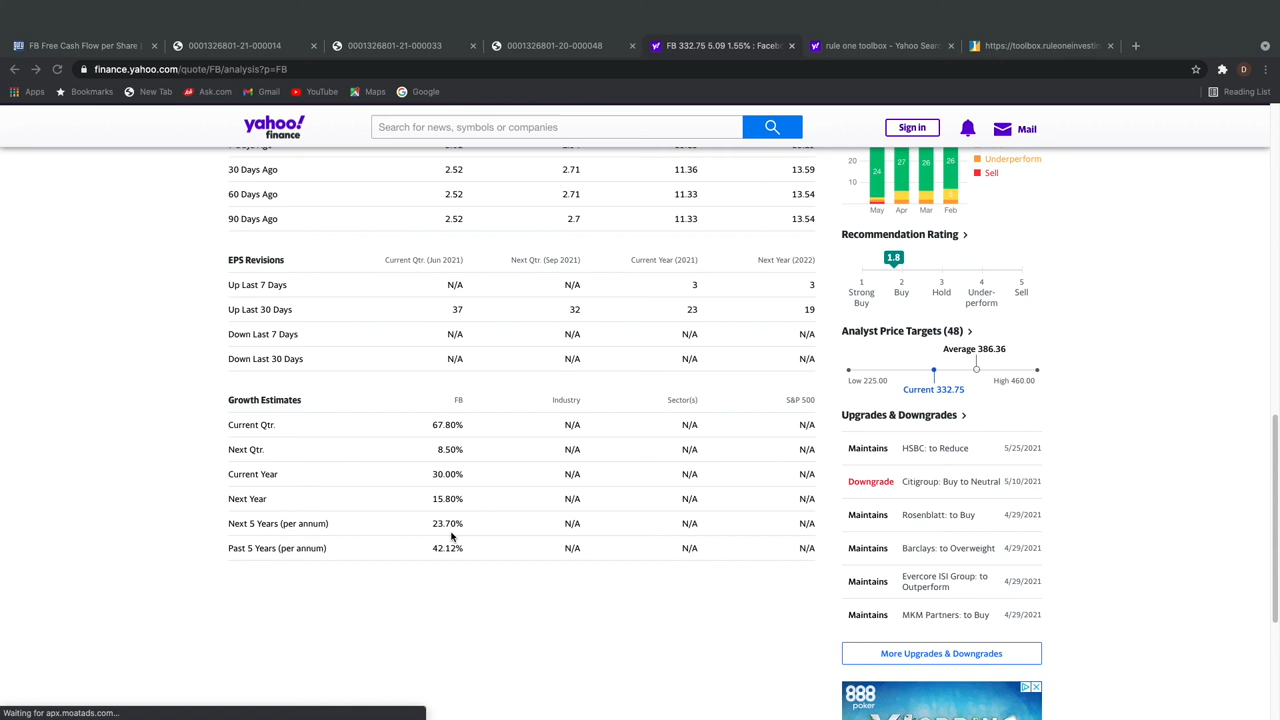 FB Free Cash Flow per Share |
0001326801-21-000014
0001326801-21-000033
0001326801-20-000048
FB 332.75 5.09 1.55% : Faceb
rule one toolbox - Yahoo Sear
https://toolbox.ruleoneinvesti
finance.yahoo.com/quote/FB/analysis?p=FB
D
Apps Bookmarks New Tab Ask.com Gmail YouTube Maps Google Reading List
yahoo!
finance
Search for news, symbols or companies
Sign in
Mail
30 Days Ago 2.52 2.71 11.36 13.59
60 Days Ago 2.52 2.71 11.33 13.54
90 Days Ago 2.52 2.7 11.33 13.54
EPS Revisions Current Qtr. (Jun 2021) Next Qtr. (Sep 2021) Current Year (2021) Next Year (2022)
Up Last 7 Days N/A N/A 3 3
Up Last 30 Days 37 32 23 19
Down Last 7 Days N/A N/A N/A N/A
Down Last 30 Days N/A N/A N/A N/A
Growth Estimates FB Industry Sector(s) S&P 500
Current Qtr. 67.80% N/A N/A N/A
Next Qtr. 8.50% N/A N/A N/A
Current Year 30.00% N/A N/A N/A
Next Year 15.80% N/A N/A N/A
Next 5 Years (per annum) 23.70% N/A N/A N/A
Past 5 Years (per annum) 42.12% N/A N/A N/A
20
10
24 27 26 26
Underperform
Sell
May Apr Mar Feb
Recommendation Rating
1.8
1 2 3 4 5
Strong Buy Hold Under- Sell
Buy perform
Analyst Price Targets (48)
Average 386.36
Low 225.00 High 460.00
Current 332.75
Upgrades & Downgrades
Maintains HSBC: to Reduce 5/25/2021
Downgrade Citigroup: Buy to Neutral 5/10/2021
Maintains Rosenblatt: to Buy 4/29/2021
Maintains Barclays: to Overweight 4/29/2021
Maintains Evercore ISI Group: to 4/29/2021
Outperform
Maintains MKM Partners: to Buy 4/29/2021
More Upgrades & Downgrades
888
poker
Waiting for apx.moatads.com...